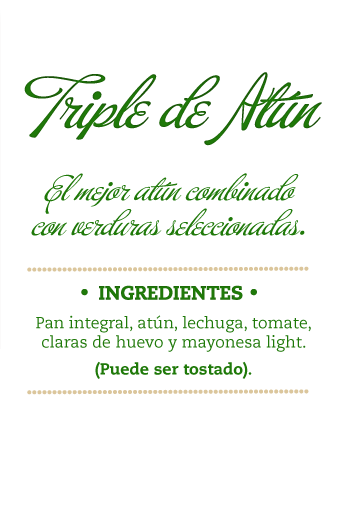 Triple de Atún
El mejor atún combinado
con verduras seleccionadas.
• INGREDIENTES •
Pan integral, atún, lechuga, tomate,
claras de huevo y mayonesa light.
(Puede ser tostado).